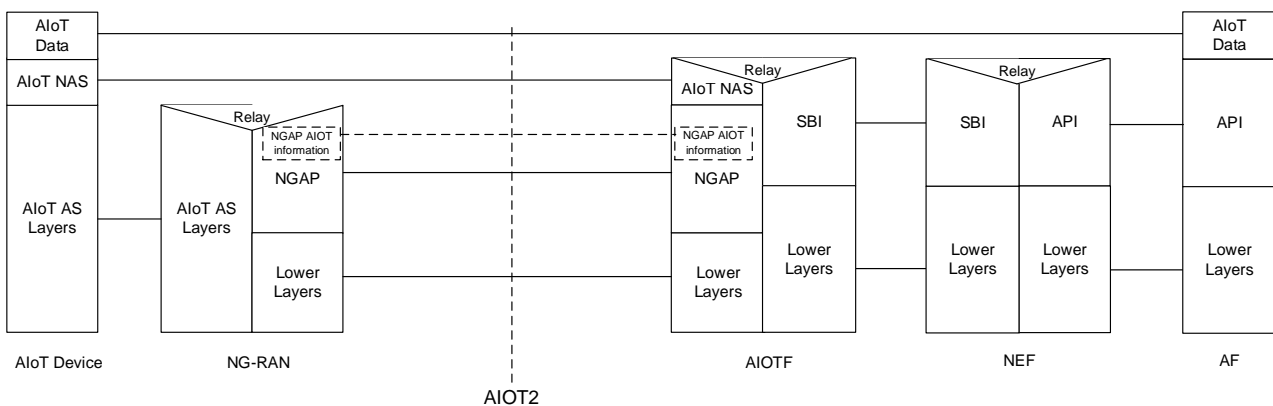 AIoT
Data
AIoT NAS
AIoT AS
Layers
AIoT Device
Relay
AIoT AS
Layers
NGAP AIOT
information
NGAP
Lower
Layers
NG-RAN
AIOT2
Relay
AIoT NAS
NGAP AIOT
information
NGAP
Lower
Layers
SBI
Lower
Layers
AIOTF
Relay
SBI
Lower
Layers
API
Lower
Layers
NEF
AIoT
Data
API
Lower
Layers
AF